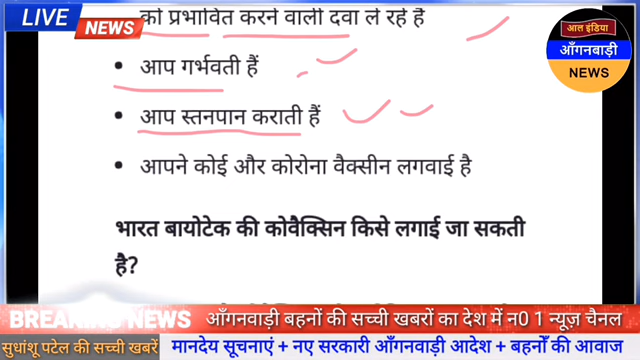 LIVE NEWS
को प्रभावित करने वाली दवा ले रहे हैं
• आप गर्भवती हैं
• आप स्तनपान कराती हैं
• आपने कोई और कोरोना वैक्सीन लगवाई है
भारत बायोटेक की कोवैक्सिन किसे लगाई जा सकती
है?
आल इंडिया
आँगनबाड़ी
NEWS
BREAKING NEWS आँगनवाड़ी बहनों की सच्ची खबरों का देश में न0 1 न्यूज़ चैनल
सुधांशू पटेल की सच्ची खबरें मानदेय सूचनाएं + नए सरकारी आँगनवाड़ी आदेश + बहनों की आवाज